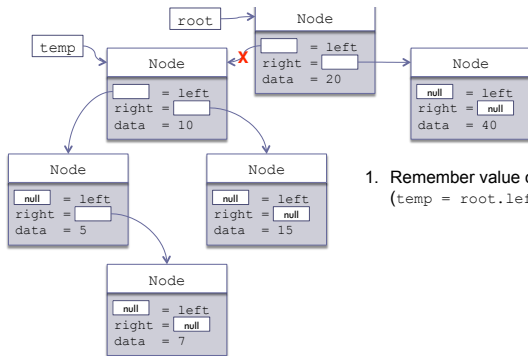 root
Node
= left
right =
data = 20
temp
Node
= left
right =
data = 10
X
Node
null = left
right = null
data = 40
Node
null = left
right =
data = 5
Node
null = left
right = null
data = 15
1. Remember value
(temp = root.lef
Node
null = left
right = null
data = 7